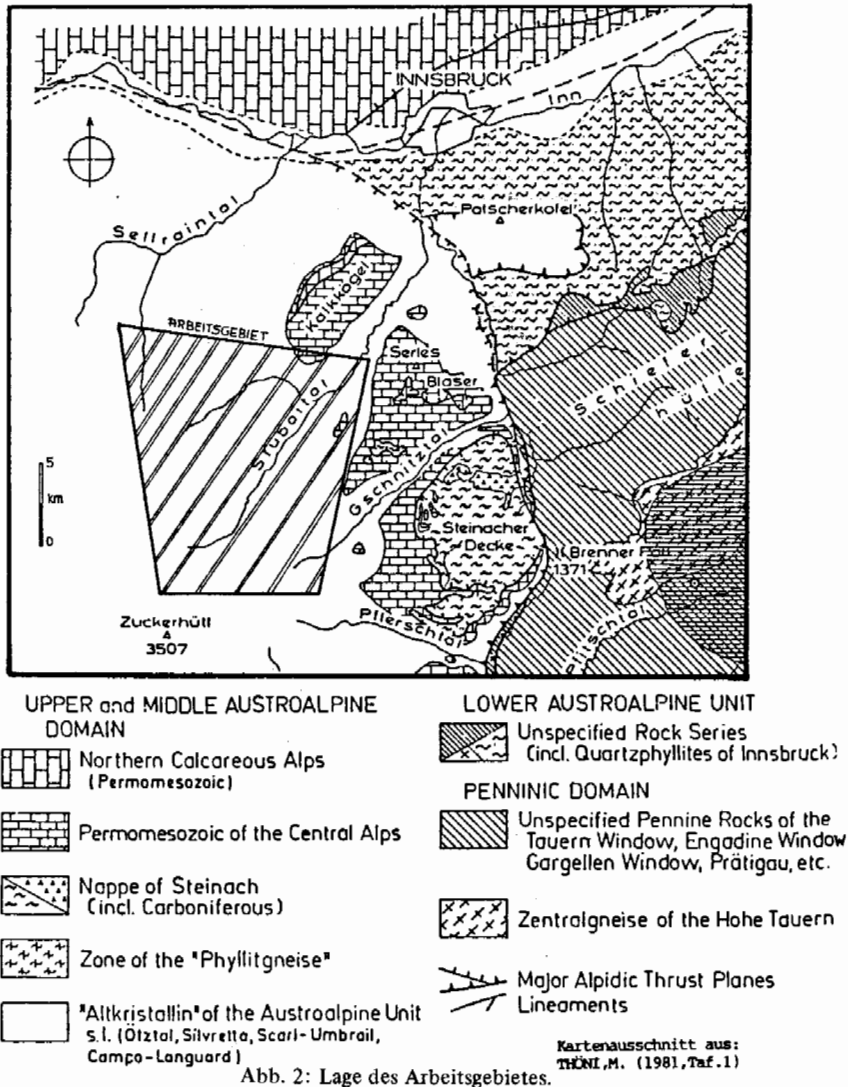 INNSBRUCK
Inn
Sellraintal
Patscherkofel
Kalkkögel
ARBEITSGEBIET
Serles
Blaser
Stubaital
Schiefer
hülle
Gschnitztal
Steinacher
Decke
Brenner Paß
1371
5
km
0
Zuckerhütl
3507
Pflerschtal
Pfitschtal
UPPER and MIDDLE AUSTROALPINE
DOMAIN
Northern Calcareous Alps
(Permomesozoic)
Permomesozoic of the Central Alps
Nappe of Steinach
(incl. Carboniferous)
Zone of the "Phyllitgneise"
"Altkristallin" of the Austroalpine Unit
s.l. (Ötztal, Silvretta, Scarl-Umbrail,
Campo-Languard)
LOWER AUSTROALPINE UNIT
Unspecified Rock Series
(incl. Quartzphyllites of Innsbruck)
PENNINIC DOMAIN
Unspecified Pennine Rocks of the
Tauern Window, Engadine Window
Gargellen Window, Prätigau, etc.
Zentralgneise of the Hohe Tauern
Major Alpidic Thrust Planes
Lineaments
Kartenausschnitt aus:
THÖNI,M. (1981,Taf.1)
Abb. 2: Lage des Arbeitsgebietes.